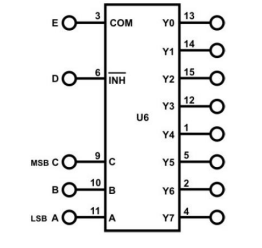 E 3 COM Y0 13
Y1 14
D 6 INH Y2 15
Y3 12
U6
Y4 1
MSB C 9 C Y5 5
B 10 B Y6 2
LSB A 11 A Y7 4